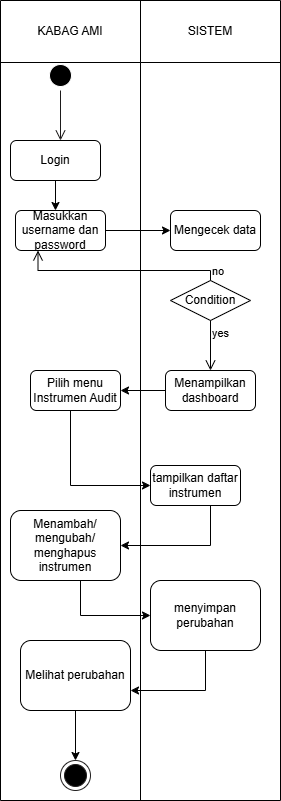 KABAG AMI
SISTEM
Login
Masukkan
username dan
password
Mengecek data
no
Condition
yes
Pilih menu
Instrumen Audit
Menampilkan
dashboard
tampilkan daftar
instrumen
Menambah/
mengubah/
menghapus
instrumen
menyimpan
perubahan
Melihat perubahan